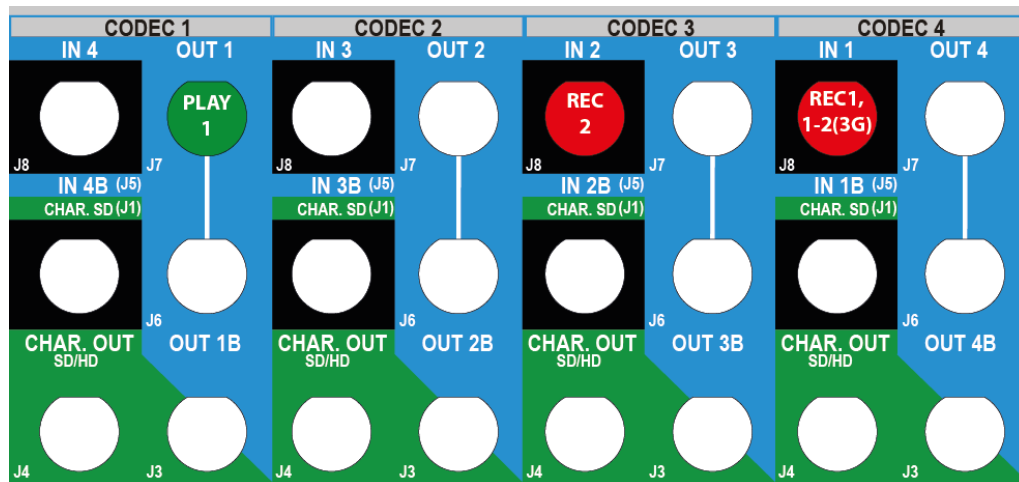 CODEC 1 CODEC 2 CODEC 3 CODEC 4
IN 4 OUT 1 IN 3 OUT 2 IN 2 OUT 3 IN 1 OUT 4
PLAY REC REC1,
1 2 1-2(3G)
J8 J7 J8 J7 J8 J7 J8 J7
IN 4B (J5) IN 3B (J5) IN 2B (J5) IN 1B (J5)
CHAR. SD (J1) CHAR. SD (J1) CHAR. SD (J1) CHAR. SD (J1)
J6 J6 J6 J6
CHAR. OUT OUT 1B CHAR. OUT OUT 2B CHAR. OUT OUT 3B CHAR. OUT OUT 4B
SD/HD SD/HD SD/HD SD/HD
J4 J3 J4 J3 J4 J3 J4 J3